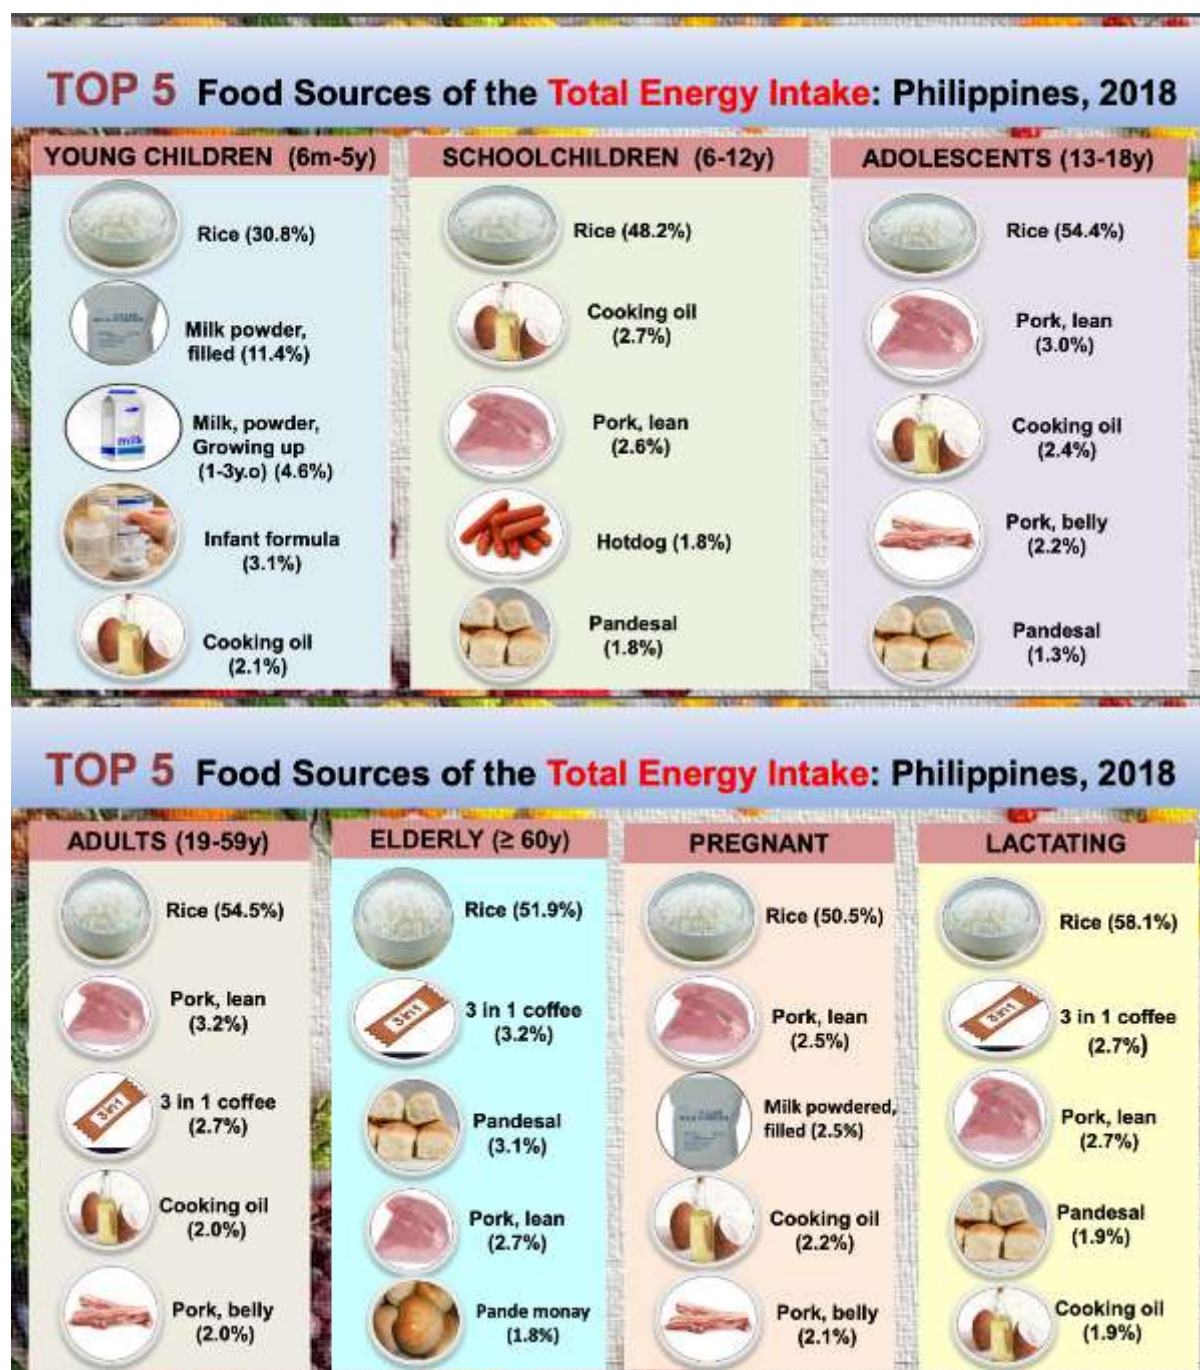 TOP 5 Food Sources of the Total Energy Intake: Philippines, 2018
YOUNG CHILDREN (6m-5y)
Rice (30.8%)
Milk powder,
filled (11.4%)
milk
Milk, powder,
Growing up
(1-3y.o) (4.6%)
Infant formula
(3.1%)
Cooking oil
(2.1%)
SCHOOLCHILDREN (6-12y)
Rice (48.2%)
Cooking oil
(2.7%)
Pork, lean
(2.6%)
Hotdog (1.8%)
Pandesal
(1.8%)
ADOLESCENTS (13-18y)
Rice (54.4%)
Pork, lean
(3.0%)
Cooking oil
(2.4%)
Pork, belly
(2.2%)
Pandesal
(1.3%)
TOP 5 Food Sources of the Total Energy Intake: Philippines, 2018
ADULTS (19-59y)
Rice (54.5%)
Pork, lean
(3.2%)
3in1
3 in 1 coffee
(2.7%)
Cooking oil
(2.0%)
Pork, belly
(2.0%)
ELDERLY (≥ 60y)
Rice (51.9%)
3in1
3 in 1 coffee
(3.2%)
Pandesal
(3.1%)
Pork, lean
(2.7%)
Pande monay
(1.8%)
PREGNANT
Rice (50.5%)
Pork, lean
(2.5%)
Milk powdered,
filled (2.5%)
Cooking oil
(2.2%)
Pork, belly
(2.1%)
LACTATING
Rice (58.1%)
3in1
3 in 1 coffee
(2.7%)
Pork, lean
(2.7%)
Pandesal
(1.9%)
Cooking oil
(1.9%)